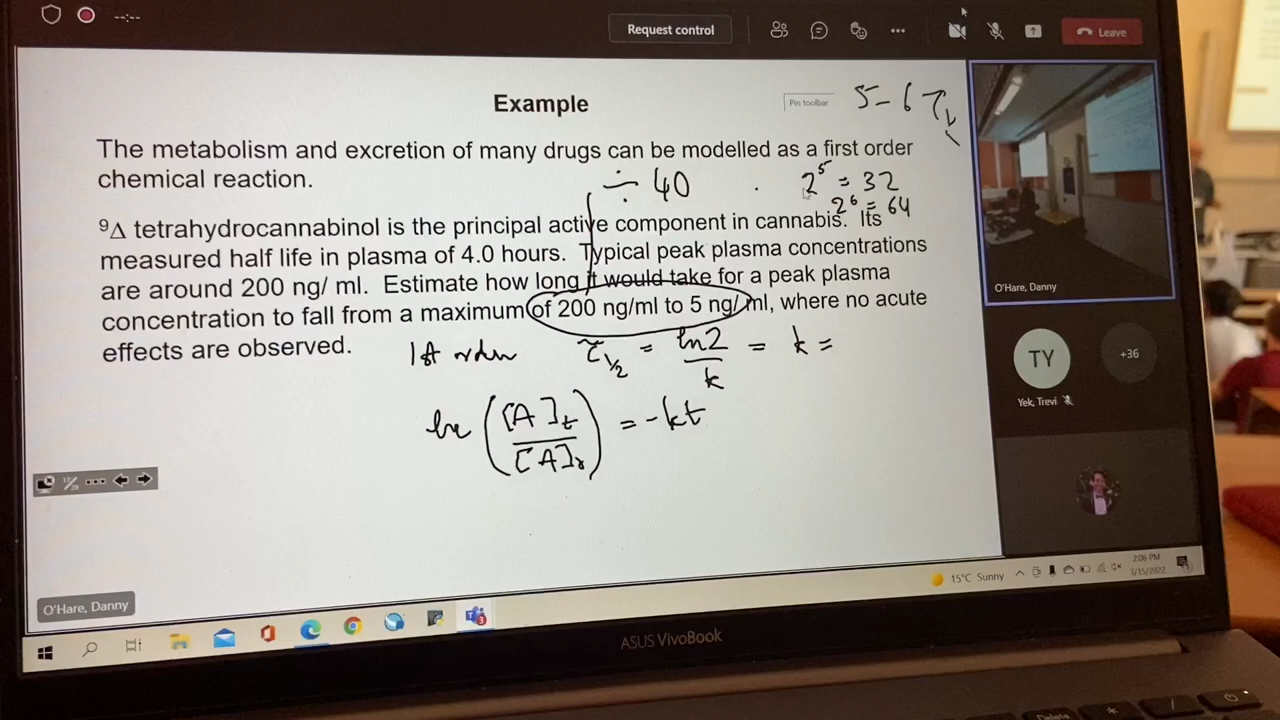 --:--
Request control
Leave
Example
Pin toolbar
5-6 τ½
The metabolism and excretion of many drugs can be modelled as a first order
chemical reaction.
÷ 40
2⁵ = 32
2⁶ = 64
⁹Δ tetrahydrocannabinol is the principal active component in cannabis. Its
measured half life in plasma of 4.0 hours. Typical peak plasma concentrations
are around 200 ng/ ml. Estimate how long it would take for a peak plasma
concentration to fall from a maximum of 200 ng/ml to 5 ng/ ml, where no acute
effects are observed.
1st order τ½ = ln2/k = k =
ln([A]t/[A]₀) = -kt
O'Hare, Danny
TY
+36
Yek, Trevi
O'Hare, Danny
15°C Sunny
2:06 PM
ASUS VivoBook
Delete